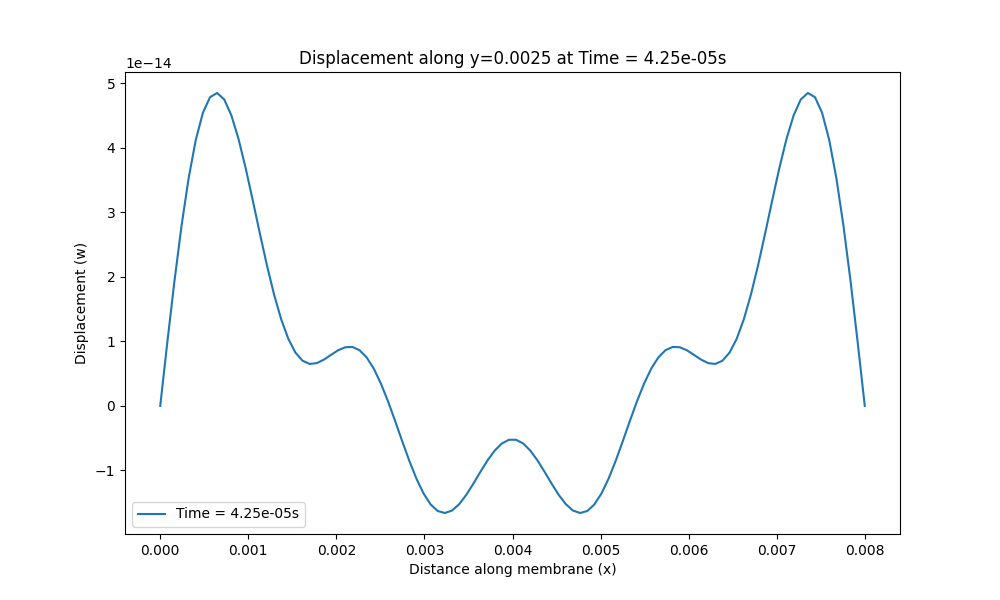 Displacement along y=0.0025 at Time = 4.25e-05s
1e−14
5
4
3
2
1
0
−1
Displacement (w)
Time = 4.25e-05s
0.000 0.001 0.002 0.003 0.004 0.005 0.006 0.007 0.008
Distance along membrane (x)